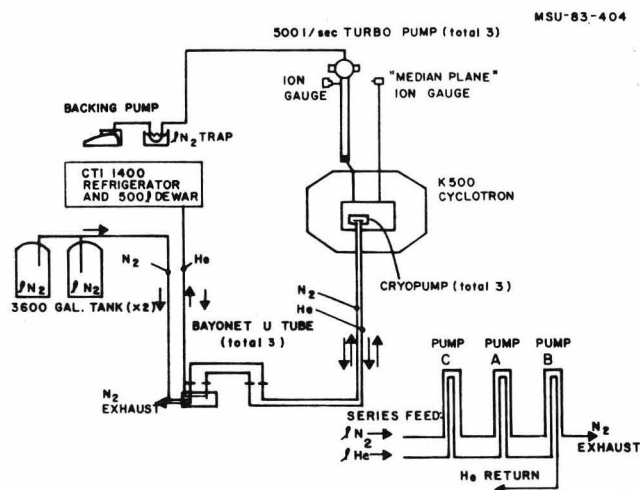 MSU-83-404
500 l/sec TURBO PUMP (total 3)
ION
GAUGE
"MEDIAN PLANE"
ION GAUGE
BACKING PUMP
lN2 TRAP
CTI 1400
REFRIGERATOR
AND 500 l DEWAR
K500
CYCLOTRON
N2
He
lN2
lN2
3600 GAL. TANK (x2)
CRYOPUMP (total 3)
N2
He
BAYONET U TUBE
(total 3)
PUMP
C
PUMP
A
PUMP
B
N2
EXHAUST
SERIES FEED:
lN2
lHe
N2
EXHAUST
He RETURN